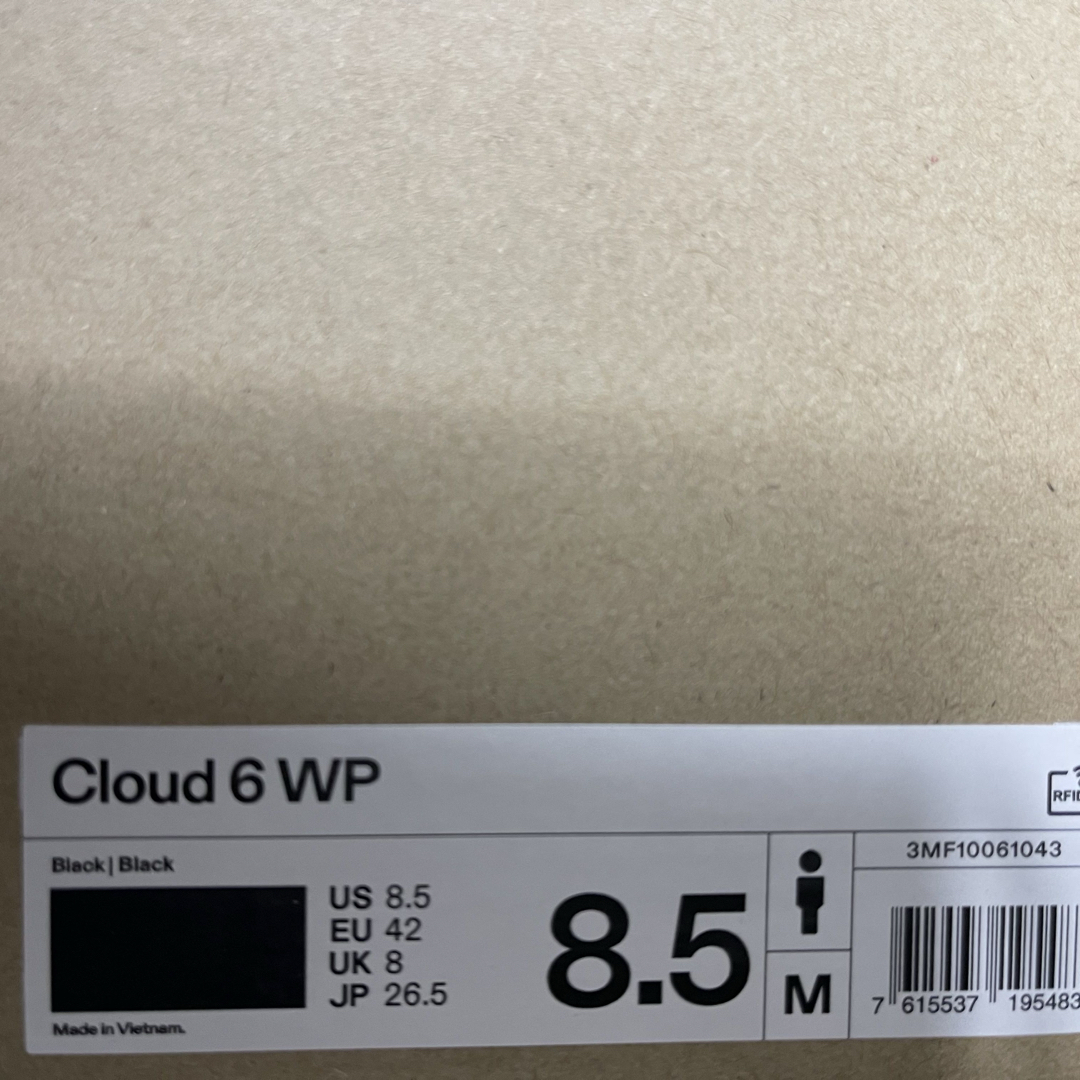 Cloud 6 WP
RFID
Black | Black
US 8.5
EU 42
UK 8
JP 26.5
8.5
M
3MF10061043
7 615537 195483
Made in Vietnam.